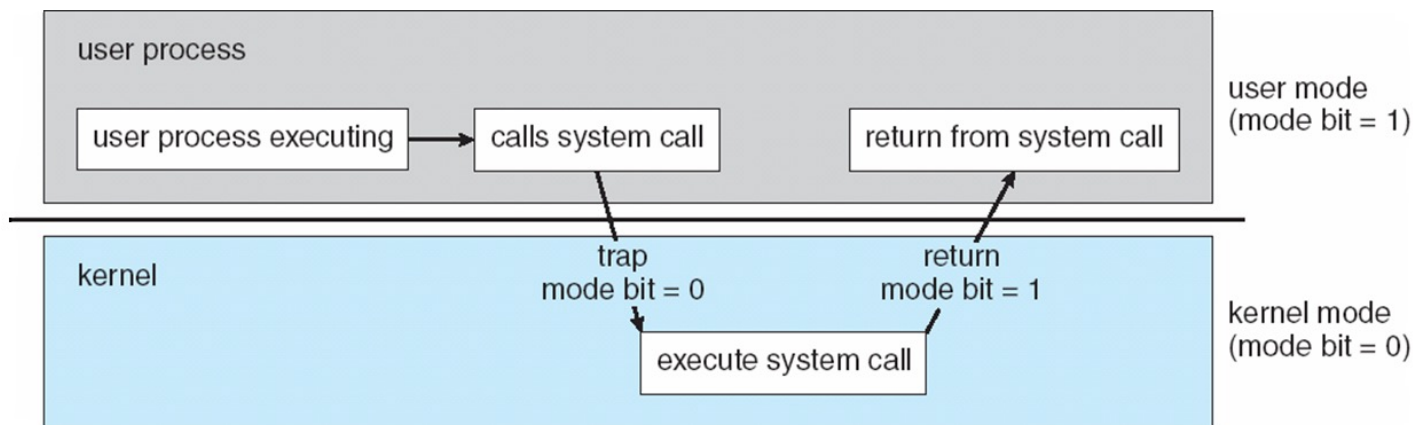 user process
user process executing
calls system call
return from system call
user mode
(mode bit = 1)
kernel
trap
mode bit = 0
return
mode bit = 1
execute system call
kernel mode
(mode bit = 0)